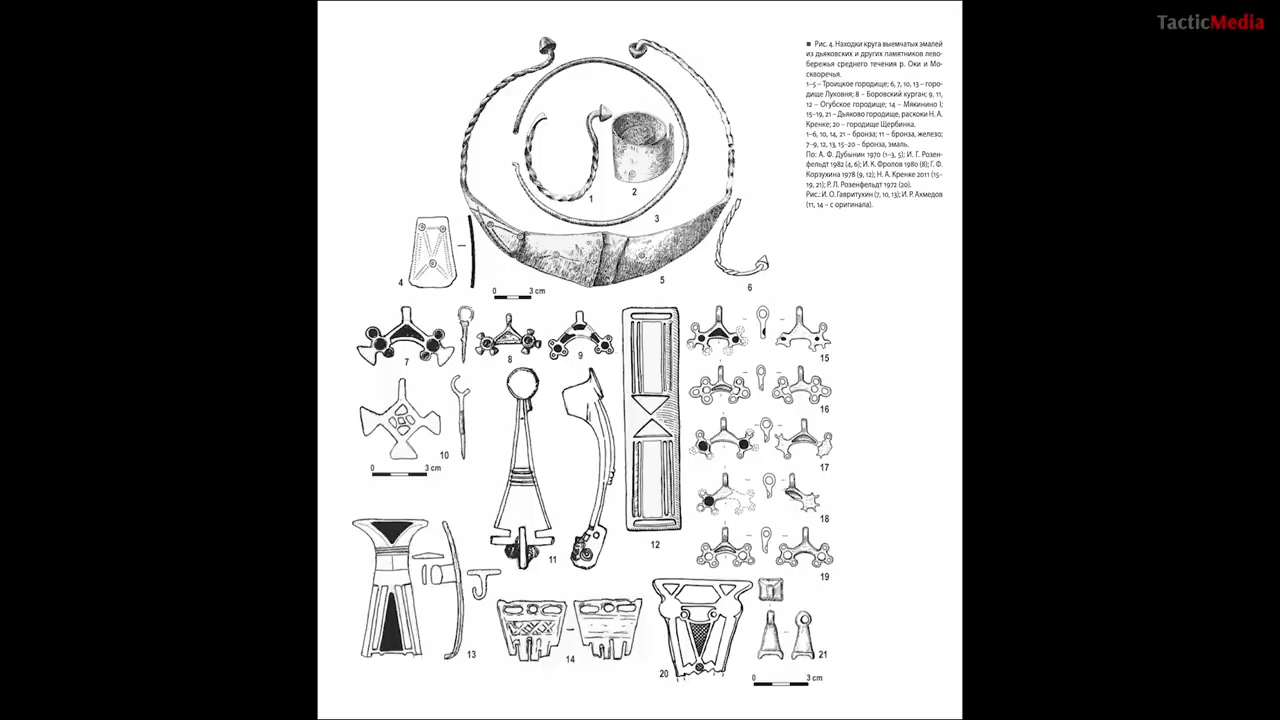 TacticMedia
■ Рис. 4. Находки круга выемчатых эмалей
из дьяковских и других памятников лево-
бережья среднего течения р. Оки и Мо-
скворечья.
1–5 – Троицкое городище; 6, 7, 10, 13 – горо-
дище Луковня; 8 – Боровский курган; 9, 11,
12 – Огубское городище; 14 – Мякинино I;
15–19, 21 – Дьяково городище, раскоки Н. А.
Кренке; 20 – городище Щербинка.
1–6, 10, 14, 21 – бронза; 11 – бронза, железо;
7–9, 12, 13, 15–20 – бронза, эмаль.
По: А. Ф. Дубынин 1970 (1–3, 5); И. Г. Розен-
фельдт 1982 (4, 6); И. К. Фролов 1980 (8); Г. Ф.
Корзухина 1978 (9, 12); Н. А. Кренке 2011 (15–
19, 21); Р. Л. Розенфельдт 1972 (20).
Рис.: И. О. Гавритухин (7, 10, 13); И. Р. Ахмедов
(11, 14 – с оригинала).
1
2
3
4
5
6
0 3 cm
7
8
9
10
0 3 cm
11
12
13
14
15
16
17
18
19
20
21
0 3 cm